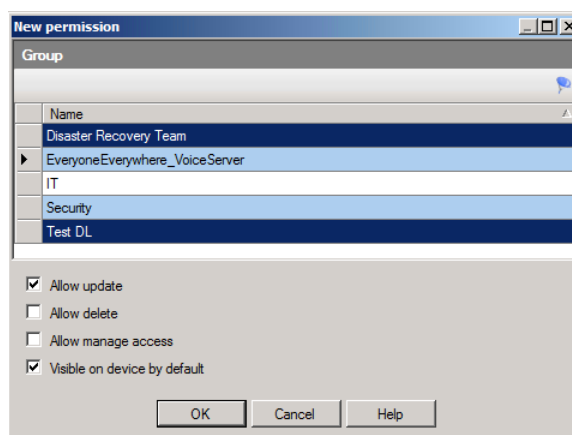 New permission
Group
Name
Disaster Recovery Team
EveryoneEverywhere_VoiceServer
IT
Security
Test DL
Allow update
Allow delete
Allow manage access
Visible on device by default
OK Cancel Help